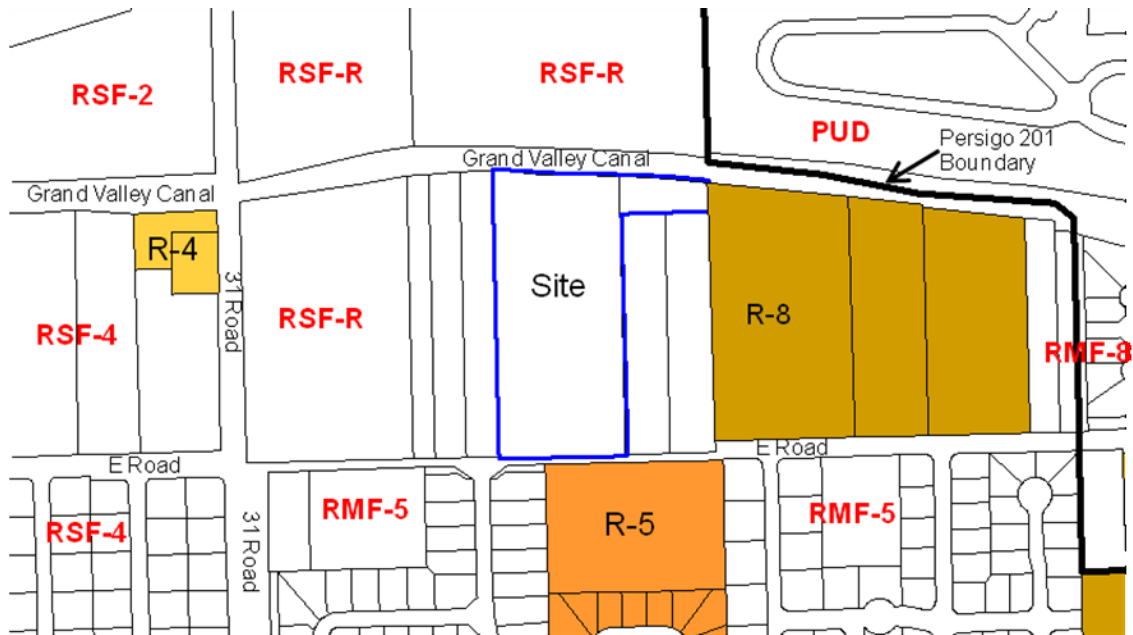 RSF-R
RSF-R
RSF-2
PUD
Persigo 201
Boundary
Grand Valley Canal
Grand Valley Canal
R-4
Site
31 Road
RSF-R
R-8
RSF-4
RMF-8
E Road
E Road
RMF-5
RMF-5
R-5
RSF-4
31 Road